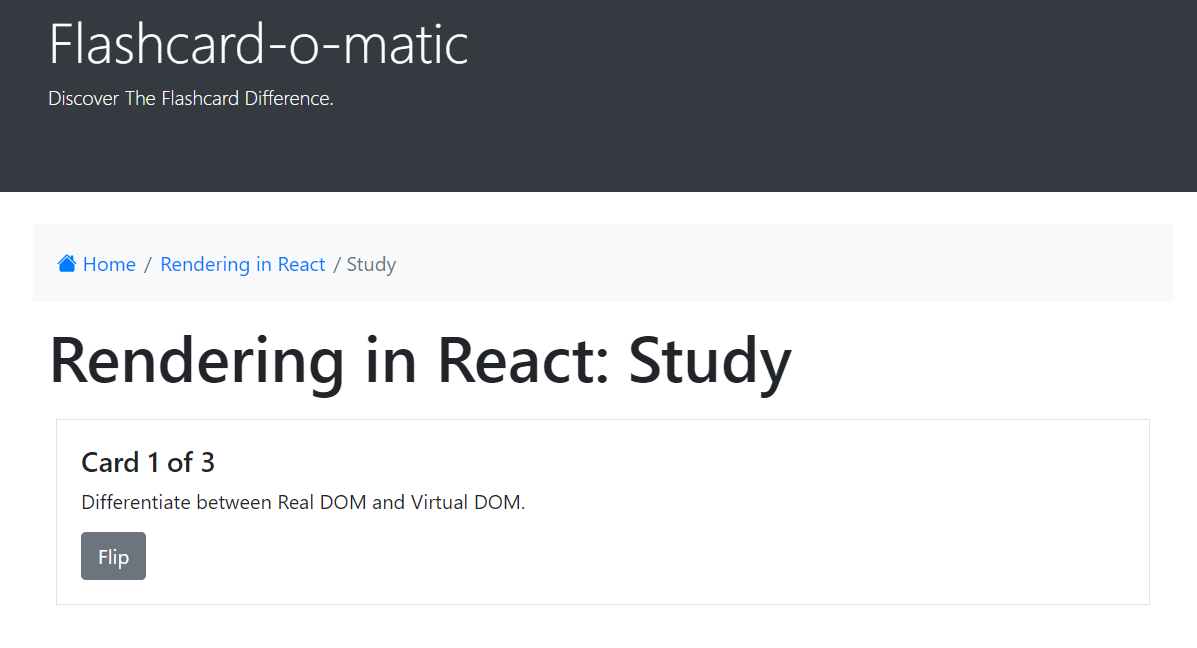 Flashcard-o-matic
Discover The Flashcard Difference.
Home / Rendering in React / Study
Rendering in React: Study
Card 1 of 3
Differentiate between Real DOM and Virtual DOM.
Flip